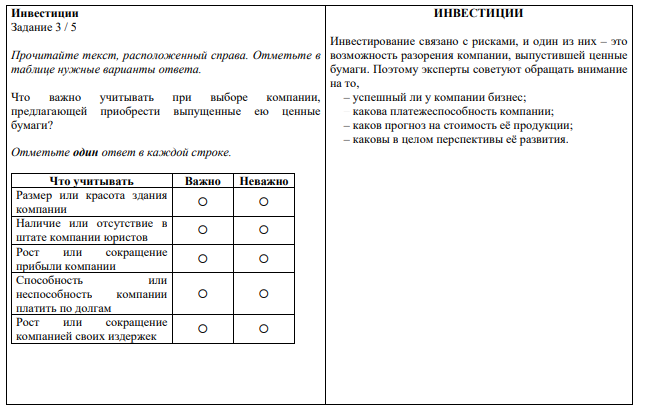 Инвестиции
Задание 3 / 5
Прочитайте текст, расположенный справа. Отметьте в
таблице нужные варианты ответа.
Что важно учитывать при выборе компании,
предлагающей приобрести выпущенные ею ценные
бумаги?
Отметьте один ответ в каждой строке.
Что учитывать Важно Неважно
Размер или красота здания
компании
Наличие или отсутствие в
штате компании юристов
Рост или сокращение
прибыли компании
Способность или
неспособность компании
платить по долгам
Рост или сокращение
компанией своих издержек
ИНВЕСТИЦИИ
Инвестирование связано с рисками, и один из них – это
возможность разорения компании, выпустившей ценные
бумаги. Поэтому эксперты советуют обращать внимание
на то,
– успешный ли у компании бизнес;
– какова платежеспособность компании;
– каков прогноз на стоимость её продукции;
– каковы в целом перспективы её развития.